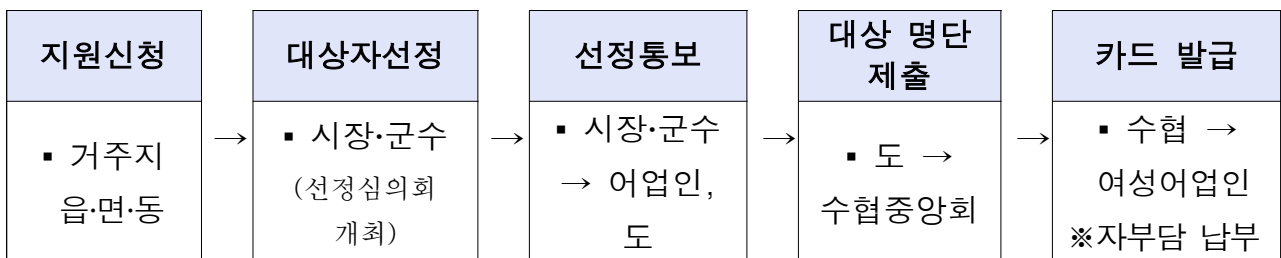 지원신청
▪ 거주지
읍·면·동
→
대상자선정
▪ 시장·군수
(선정심의회
개최)
→
선정통보
▪ 시장·군수
→ 어업인,
도
→
대상 명단
제출
▪ 도 →
수협중앙회
→
카드 발급
▪ 수협 →
여성어업인
※자부담 납부